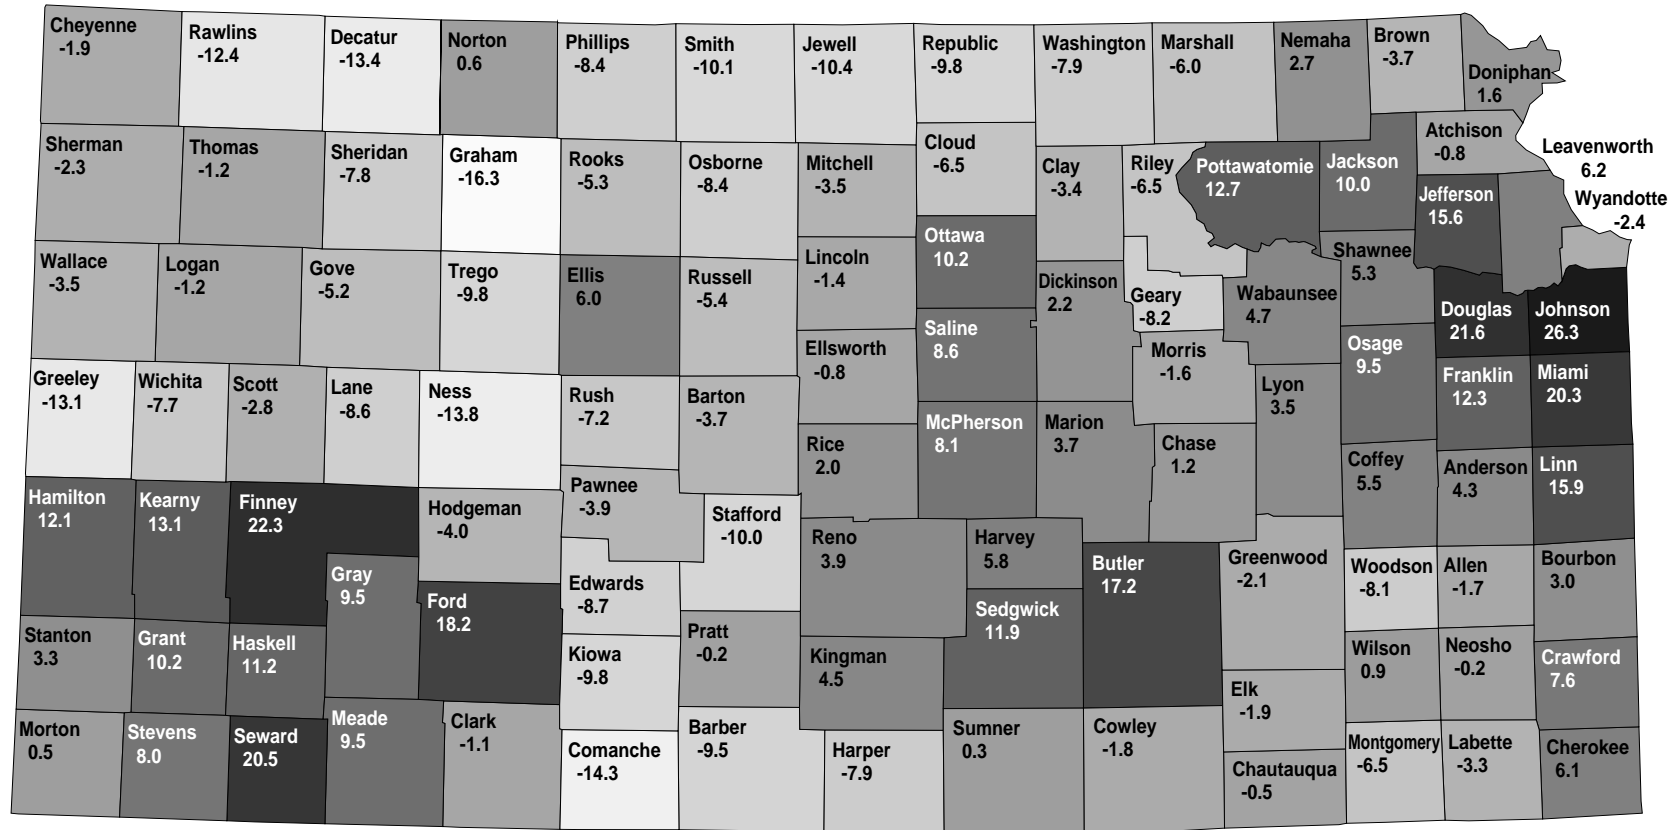 Cheyenne
-1.9
Rawlins
-12.4
Decatur
-13.4
Norton
0.6
Phillips
-8.4
Smith
-10.1
Jewell
-10.4
Republic
-9.8
Washington
-7.9
Marshall
-6.0
Nemaha
2.7
Brown
-3.7
Doniphan
1.6
Sherman
-2.3
Thomas
-1.2
Sheridan
-7.8
Graham
-16.3
Rooks
-5.3
Osborne
-8.4
Mitchell
-3.5
Cloud
-6.5
Clay
-3.4
Riley
-6.5
Pottawatomie
12.7
Jackson
10.0
Atchison
-0.8
Jefferson
15.6
Leavenworth
6.2
Wyandotte
-2.4
Wallace
-3.5
Logan
-1.2
Gove
-5.2
Trego
-9.8
Ellis
6.0
Russell
-5.4
Lincoln
-1.4
Ottawa
10.2
Dickinson
2.2
Geary
-8.2
Wabaunsee
4.7
Shawnee
5.3
Douglas
21.6
Johnson
26.3
Ellsworth
-0.8
Saline
8.6
Morris
-1.6
Osage
9.5
Franklin
12.3
Miami
20.3
Greeley
-13.1
Wichita
-7.7
Scott
-2.8
Lane
-8.6
Ness
-13.8
Rush
-7.2
Barton
-3.7
Rice
2.0
McPherson
8.1
Marion
3.7
Chase
1.2
Lyon
3.5
Coffey
5.5
Anderson
4.3
Linn
15.9
Hamilton
12.1
Kearny
13.1
Finney
22.3
Hodgeman
-4.0
Pawnee
-3.9
Stafford
-10.0
Reno
3.9
Harvey
5.8
Butler
17.2
Greenwood
-2.1
Woodson
-8.1
Allen
-1.7
Bourbon
3.0
Gray
9.5
Ford
18.2
Edwards
-8.7
Sedgwick
11.9
Stanton
3.3
Grant
10.2
Haskell
11.2
Kiowa
-9.8
Pratt
-0.2
Kingman
4.5
Elk
-1.9
Wilson
0.9
Neosho
-0.2
Crawford
7.6
Morton
0.5
Stevens
8.0
Seward
20.5
Meade
9.5
Clark
-1.1
Comanche
-14.3
Barber
-9.5
Harper
-7.9
Sumner
0.3
Cowley
-1.8
Chautauqua
-0.5
Montgomery
-6.5
Labette
-3.3
Cherokee
6.1